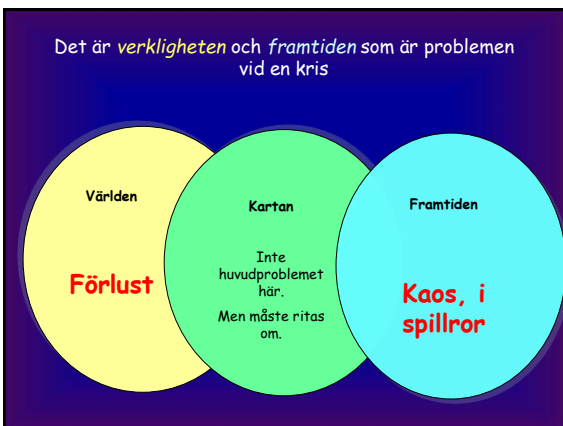 Det är verkligheten och framtiden som är problemen
vid en kris
Världen
Förlust
Kartan
Inte
huvudproblemet
här.
Men måste ritas
om.
Framtiden
Kaos, i
spillror